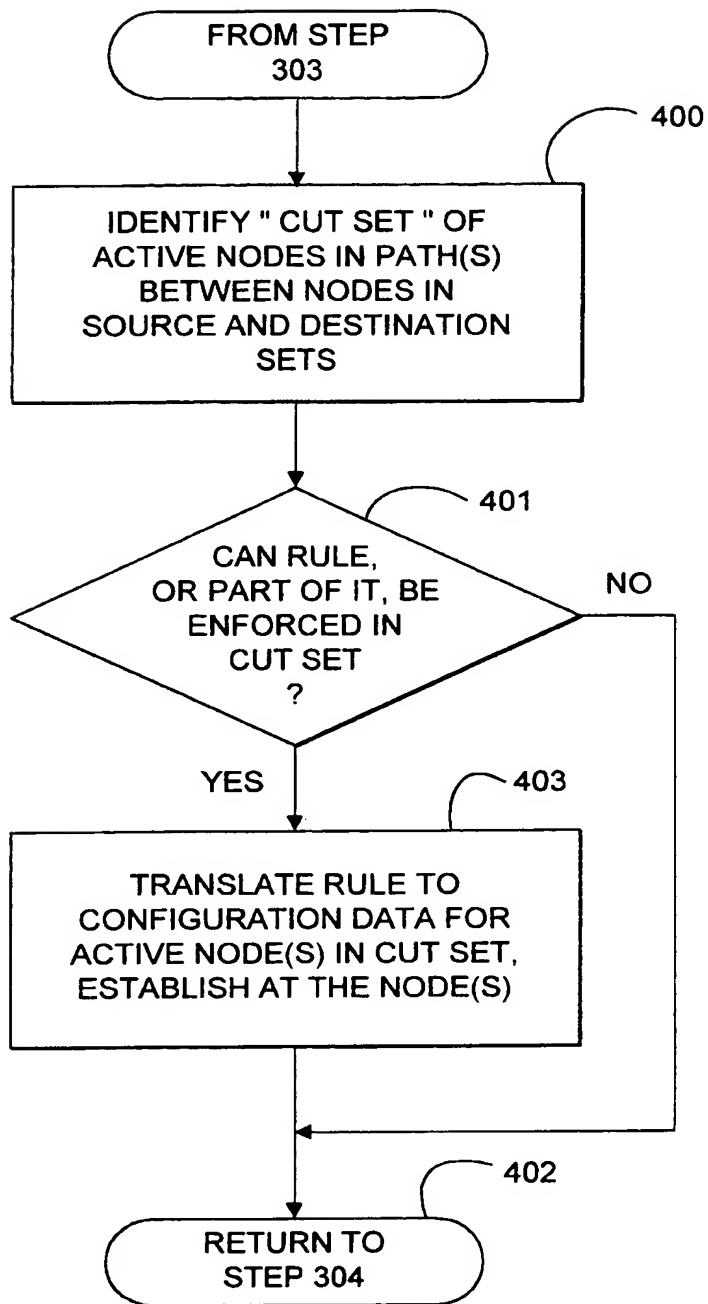 FROM STEP
303
400
IDENTIFY " CUT SET " OF
ACTIVE NODES IN PATH(S)
BETWEEN NODES IN
SOURCE AND DESTINATION
SETS
401
CAN RULE,
OR PART OF IT, BE
ENFORCED IN
CUT SET
?
NO
YES
403
TRANSLATE RULE TO
CONFIGURATION DATA FOR
ACTIVE NODE(S) IN CUT SET,
ESTABLISH AT THE NODE(S)
402
RETURN TO
STEP 304